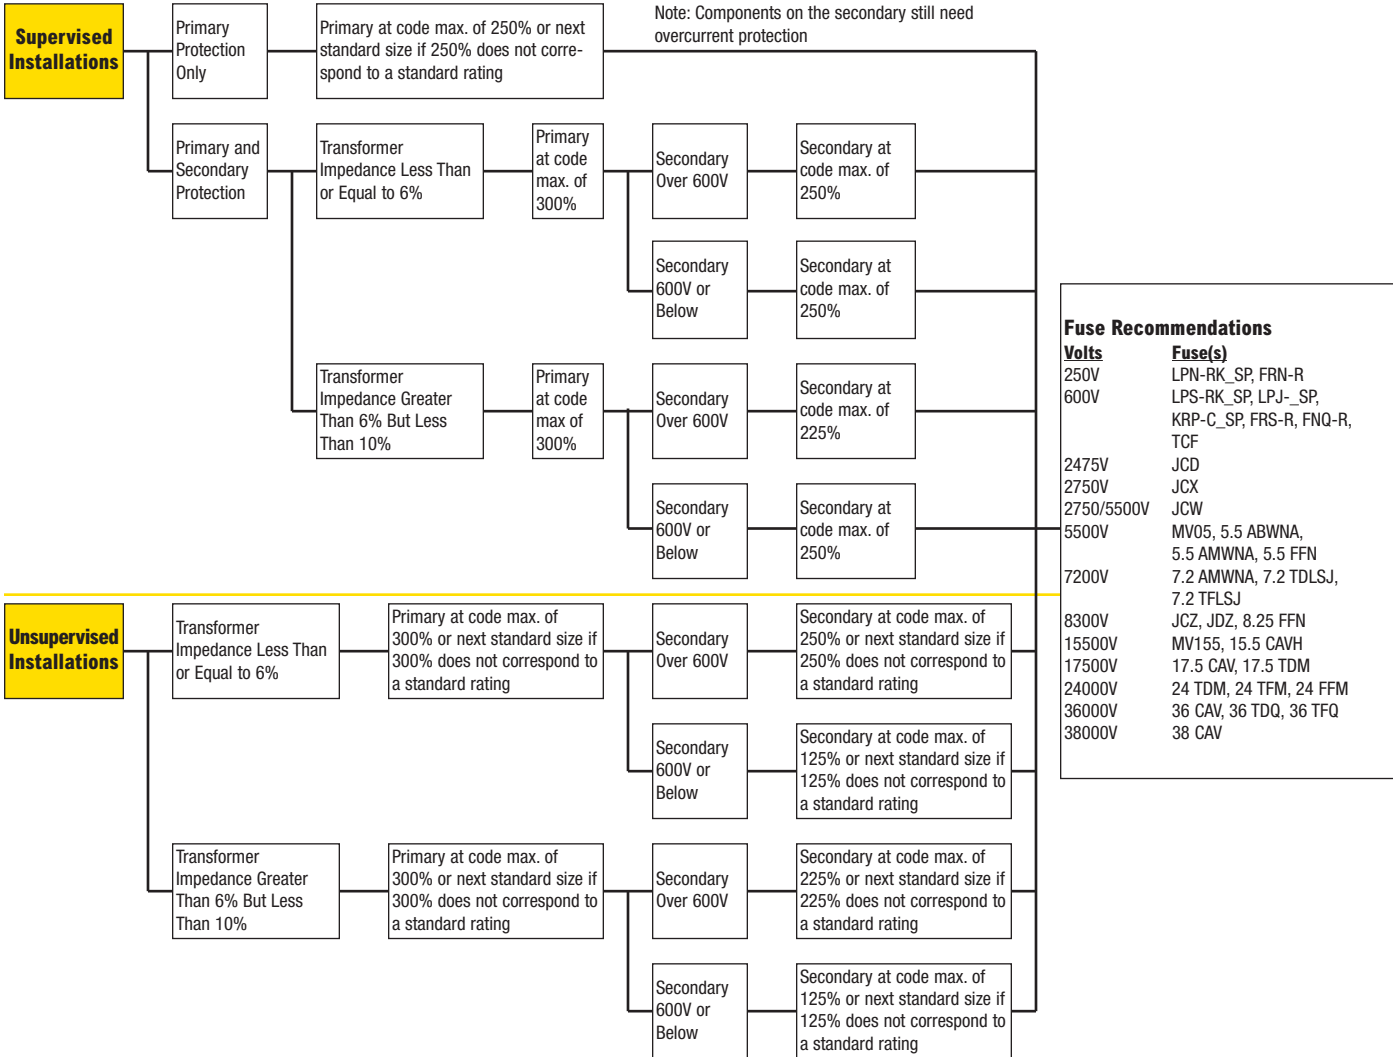 Supervised
Installations
Primary
Protection
Only
Primary at code max. of 250% or next
standard size if 250% does not corre-
spond to a standard rating
Note: Components on the secondary still need
overcurrent protection
Primary and
Secondary
Protection
Transformer
Impedance Less Than
or Equal to 6%
Primary
at code
max. of
300%
Secondary
Over 600V
Secondary at
code max. of
250%
Secondary
600V or
Below
Secondary at
code max. of
250%
Transformer
Impedance Greater
Than 6% But Less
Than 10%
Primary
at code
max of
300%
Secondary
Over 600V
Secondary at
code max. of
225%
Secondary
600V or
Below
Secondary at
code max. of
250%
Unsupervised
Installations
Transformer
Impedance Less Than
or Equal to 6%
Primary at code max. of
300% or next standard size if
300% does not correspond to
a standard rating
Secondary
Over 600V
Secondary at code max. of
250% or next standard size if
250% does not correspond to
a standard rating
Secondary
600V or
Below
Secondary at code max. of
125% or next standard size if
125% does not correspond to
a standard rating
Transformer
Impedance Greater
Than 6% But Less
Than 10%
Primary at code max. of
300% or next standard size if
300% does not correspond to
a standard rating
Secondary
Over 600V
Secondary at code max. of
225% or next standard size if
225% does not correspond to
a standard rating
Secondary
600V or
Below
Secondary at code max. of
125% or next standard size if
125% does not correspond to
a standard rating
Fuse Recommendations
Volts Fuse(s)
250V LPN-RK_SP, FRN-R
600V LPS-RK_SP, LPJ-_SP,
KRP-C_SP, FRS-R, FNQ-R,
TCF
2475V JCD
2750V JCX
2750/5500V JCW
5500V MV05, 5.5 ABWNA,
5.5 AMWNA, 5.5 FFN
7200V 7.2 AMWNA, 7.2 TDLSJ,
7.2 TFLSJ
8300V JCZ, JDZ, 8.25 FFN
15500V MV155, 15.5 CAVH
17500V 17.5 CAV, 17.5 TDM
24000V 24 TDM, 24 TFM, 24 FFM
36000V 36 CAV, 36 TDQ, 36 TFQ
38000V 38 CAV